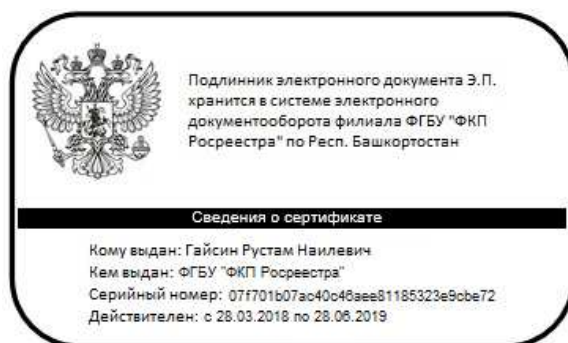 Подлинник электронного документа Э.П.
хранится в системе электронного
документооборота филиала ФГБУ "ФКП
Росреестра" по Респ. Башкортостан
Сведения о сертификате
Кому выдан: Гайсин Рустам Наилевич
Кем выдан: ФГБУ "ФКП Росреестра"
Серийный номер: 07f701b07ac40c46aee81185323e9cbe72
Действителен: с 28.03.2018 по 28.06.2019